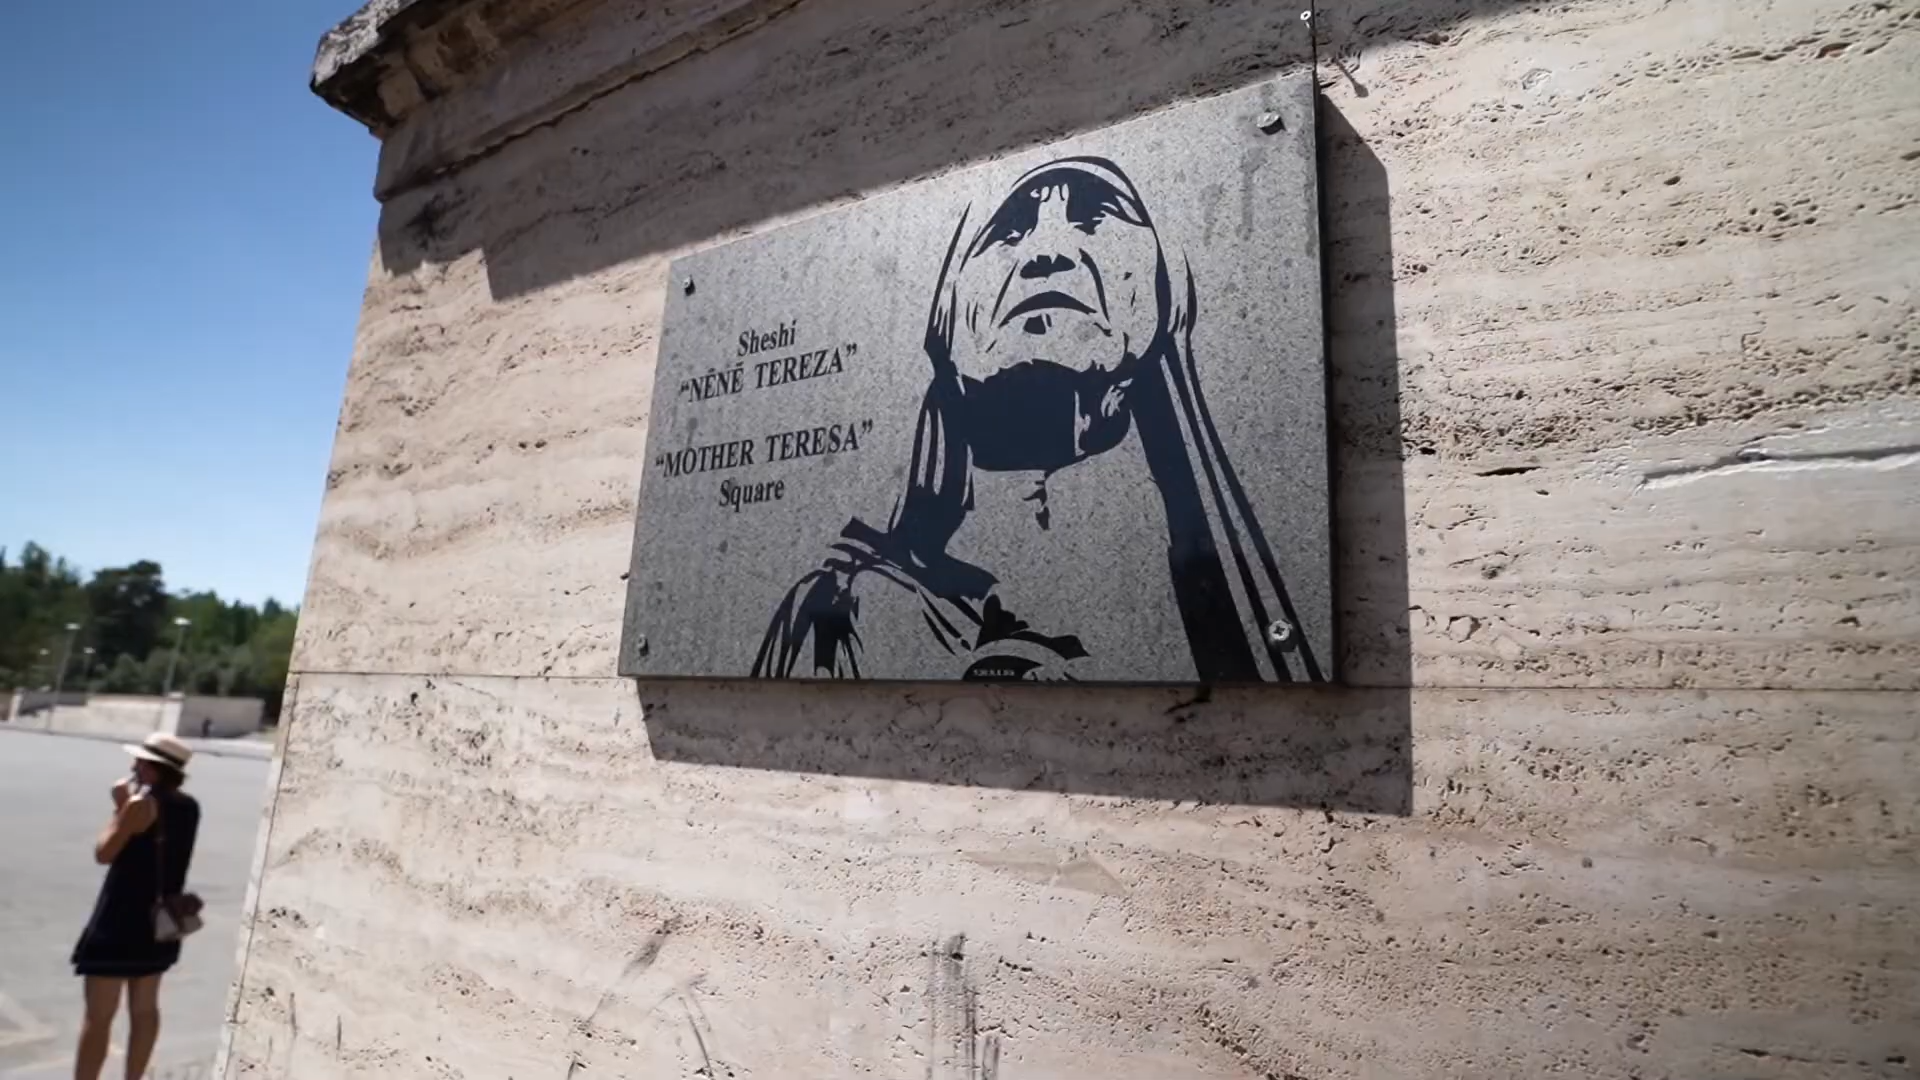 Sheshi
“NËNË TEREZA”
“MOTHER TERESA”
Square